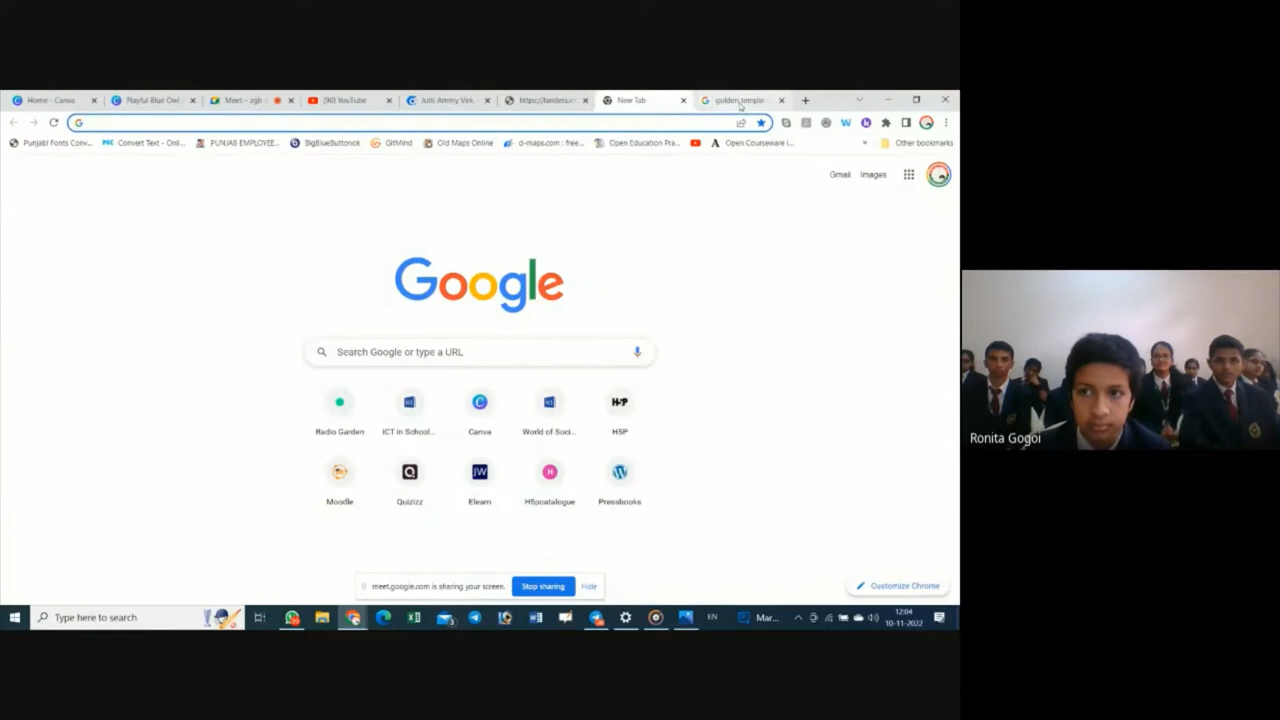 Home - Canva
Playful Blue Owl
Meet – zgb
(90) YouTube
Jutti Ammy Virk
https://landers.
New Tab
golden temple
Punjabi Fonts Conv...
Convert Text - Onl...
PUNJAB EMPLOYEE...
BigBlueButtonok
GitMind
Old Maps Online
d-maps.com : free...
Open Education Pra...
Open Courseware |...
»
Other bookmarks
Gmail
Images
Google
Search Google or type a URL
Radio Garden
ICT in School...
Canva
World of Soci...
H5P
Moodle
Quizizz
Elearn
H5pcatalogue
Pressbooks
meet.google.com is sharing your screen.
Stop sharing
Hide
Customize Chrome
Type here to search
EN
Mar...
12:04
10-11-2022
Ronita Gogoi